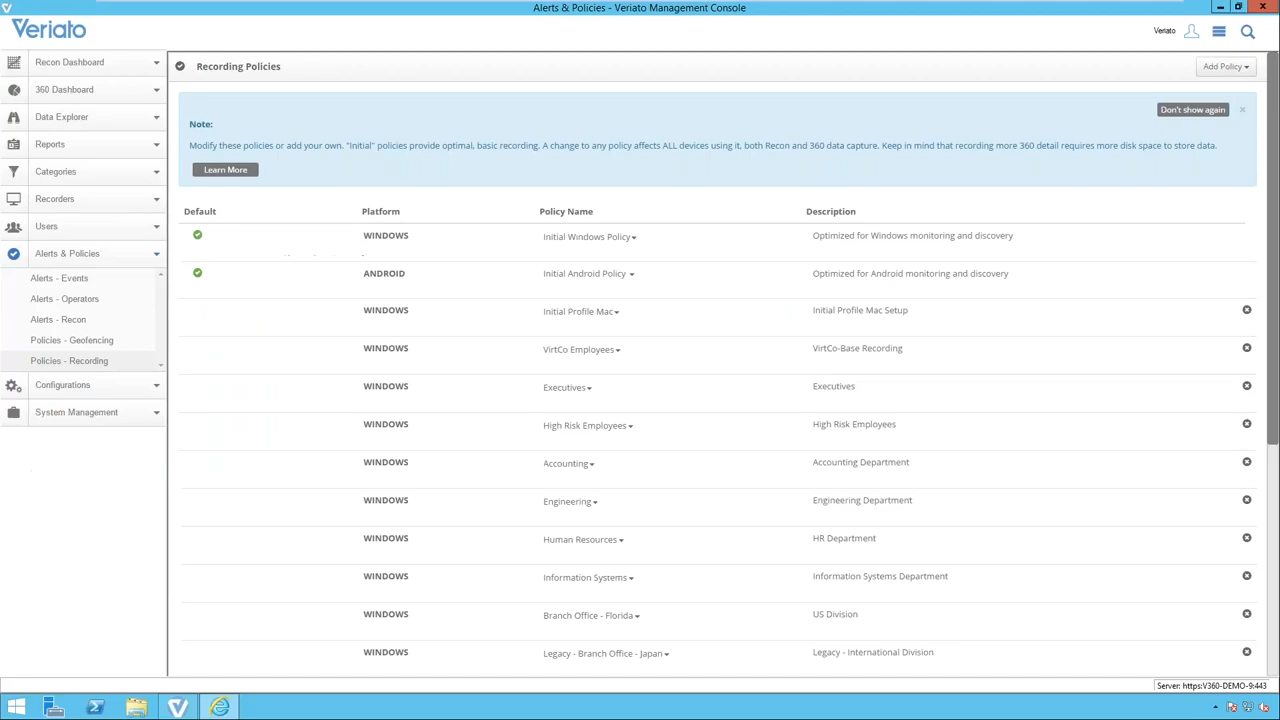 Alerts & Policies - Veriato Management Console
Veriato
Veriato
Recon Dashboard
360 Dashboard
Data Explorer
Reports
Categories
Recorders
Users
Alerts & Policies
Alerts - Events
Alerts - Operators
Alerts - Recon
Policies - Geofencing
Policies - Recording
Configurations
System Management
Recording Policies
Add Policy
Don't show again
Note:
Modify these policies or add your own. "Initial" policies provide optimal, basic recording. A change to any policy affects ALL devices using it, both Recon and 360 data capture. Keep in mind that recording more 360 detail requires more disk space to store data.
Learn More
Default Platform Policy Name Description
WINDOWS Initial Windows Policy Optimized for Windows monitoring and discovery
ANDROID Initial Android Policy Optimized for Android monitoring and discovery
WINDOWS Initial Profile Mac Initial Profile Mac Setup
WINDOWS VirtCo Employees VirtCo-Base Recording
WINDOWS Executives Executives
WINDOWS High Risk Employees High Risk Employees
WINDOWS Accounting Accounting Department
WINDOWS Engineering Engineering Department
WINDOWS Human Resources HR Department
WINDOWS Information Systems Information Systems Department
WINDOWS Branch Office - Florida US Division
WINDOWS Legacy - Branch Office - Japan Legacy - International Division
Server: https:V360-DEMO-9:443